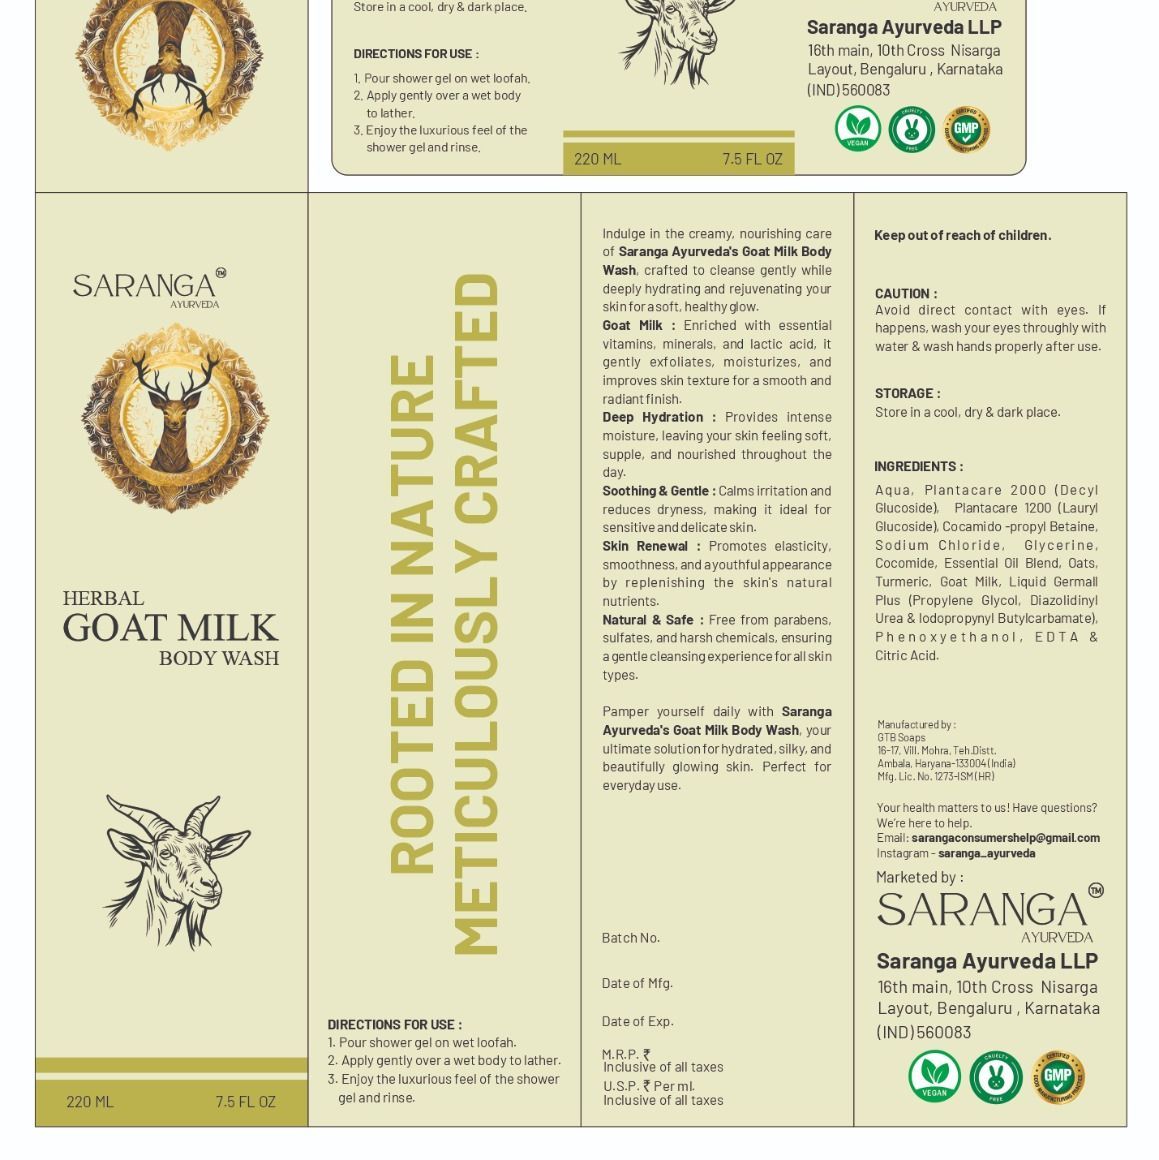 Store in a cool, dry & dark place.
DIRECTIONS FOR USE :
1. Pour shower gel on wet loofah.
2. Apply gently over a wet body
to lather.
3. Enjoy the luxurious feel of the
shower gel and rinse.
220 ML 7.5 FL OZ
AYURVEDA
Saranga Ayurveda LLP
16th main, 10th Cross Nisarga
Layout, Bengaluru , Karnataka
(IND) 560083
VEGAN
CRUELTY
FREE
CERTIFIED
GMP
GOOD MANUFACTURING PRACTICE
SARANGA™
AYURVEDA
HERBAL
GOAT MILK
BODY WASH
220 ML 7.5 FL OZ
ROOTED IN NATURE
METICULOUSLY CRAFTED
DIRECTIONS FOR USE :
1. Pour shower gel on wet loofah.
2. Apply gently over a wet body to lather.
3. Enjoy the luxurious feel of the shower
gel and rinse.
Indulge in the creamy, nourishing care
of Saranga Ayurveda's Goat Milk Body
Wash, crafted to cleanse gently while
deeply hydrating and rejuvenating your
skin for a soft, healthy glow.
Goat Milk : Enriched with essential
vitamins, minerals, and lactic acid, it
gently exfoliates, moisturizes, and
improves skin texture for a smooth and
radiant finish.
Deep Hydration : Provides intense
moisture, leaving your skin feeling soft,
supple, and nourished throughout the
day.
Soothing & Gentle : Calms irritation and
reduces dryness, making it ideal for
sensitive and delicate skin.
Skin Renewal : Promotes elasticity,
smoothness, and a youthful appearance
by replenishing the skin's natural
nutrients.
Natural & Safe : Free from parabens,
sulfates, and harsh chemicals, ensuring
a gentle cleansing experience for all skin
types.
Pamper yourself daily with Saranga
Ayurveda's Goat Milk Body Wash, your
ultimate solution for hydrated, silky, and
beautifully glowing skin. Perfect for
everyday use.
Batch No.
Date of Mfg.
Date of Exp.
M.R.P. ₹
Inclusive of all taxes
U.S.P. ₹ Per ml.
Inclusive of all taxes
Keep out of reach of children.
CAUTION :
Avoid direct contact with eyes. If
happens, wash your eyes throughly with
water & wash hands properly after use.
STORAGE :
Store in a cool, dry & dark place.
INGREDIENTS :
Aqua, Plantacare 2000 (Decyl
Glucoside), Plantacare 1200 (Lauryl
Glucoside), Cocamido -propyl Betaine,
Sodium Chloride, Glycerine,
Cocomide, Essential Oil Blend, Oats,
Turmeric, Goat Milk, Liquid Germall
Plus (Propylene Glycol, Diazolidinyl
Urea & Iodopropynyl Butylcarbamate),
Phenoxyethanol, EDTA &
Citric Acid.
Manufactured by :
GTB Soaps
16-17, Vill. Mohra, Teh.Distt.
Ambala, Haryana-133004 (India)
Mfg. Lic. No. 1273-ISM (HR)
Your health matters to us! Have questions?
We're here to help.
Email: sarangaconsumershelp@gmail.com
Instagram - saranga_ayurveda
Marketed by :
SARANGA™
AYURVEDA
Saranga Ayurveda LLP
16th main, 10th Cross Nisarga
Layout, Bengaluru , Karnataka
(IND) 560083
VEGAN
CRUELTY
FREE
CERTIFIED
GMP
GOOD MANUFACTURING PRACTICE